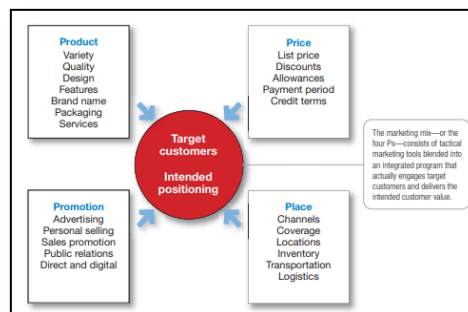 Product
Variety
Quality
Design
Features
Brand name
Packaging
Services
Price
List price
Discounts
Allowances
Payment period
Credit terms
Target
customers
Intended
positioning
The marketing mix—or the
four Ps—consists of tactical
marketing tools blended into
an integrated program that
actually engages target
customers and delivers the
intended customer value.
Promotion
Advertising
Personal selling
Sales promotion
Public relations
Direct and digital
Place
Channels
Coverage
Locations
Inventory
Transportation
Logistics